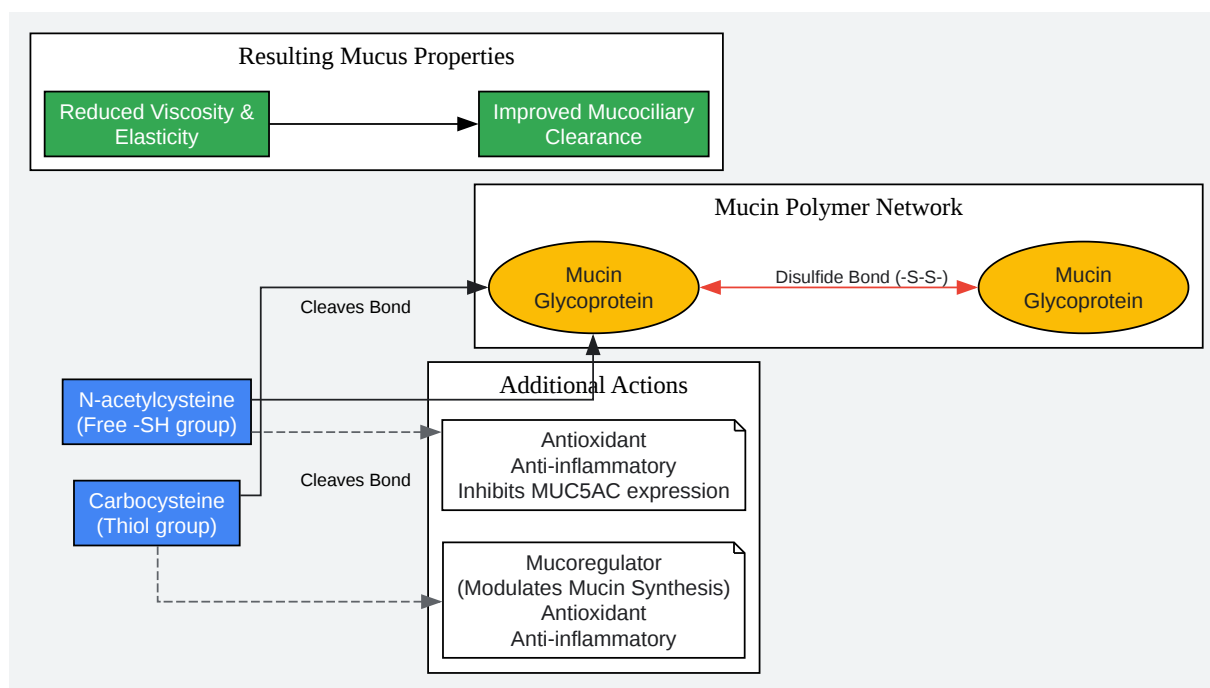 Resulting Mucus Properties
Reduced Viscosity &
Elasticity
Improved Mucociliary
Clearance
Mucin Polymer Network
Mucin
Glycoprotein
Disulfide Bond (-S-S-)
Mucin
Glycoprotein
Cleaves Bond
N-acetylcysteine
(Free -SH group)
Cleaves Bond
Carbocysteine
(Thiol group)
Additional Actions
Antioxidant
Anti-inflammatory
Inhibits MUC5AC expression
Mucoregulator
(Modulates Mucin Synthesis)
Antioxidant
Anti-inflammatory